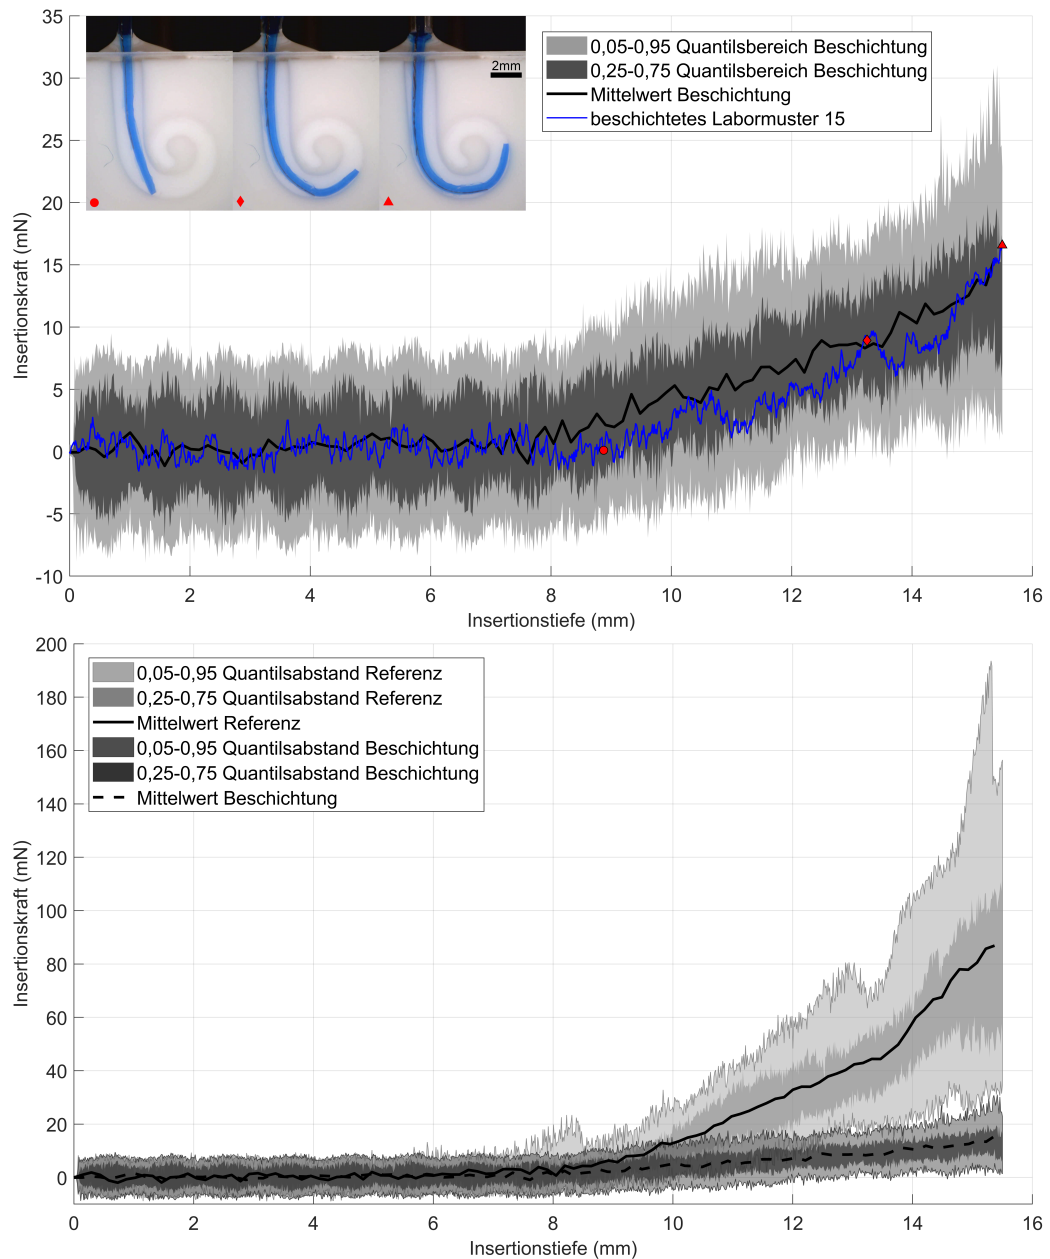 35
30
25
20
15
10
5
0
-5
-10
Insertionskraft (mN)
2mm
0,05-0,95 Quantilsbereich Beschichtung
0,25-0,75 Quantilsbereich Beschichtung
Mittelwert Beschichtung
beschichtetes Labormuster 15
0 2 4 6 8 10 12 14 16
Insertionstiefe (mm)
200
180
160
140
120
100
80
60
40
20
0
Insertionskraft (mN)
0,05-0,95 Quantilsabstand Referenz
0,25-0,75 Quantilsabstand Referenz
Mittelwert Referenz
0,05-0,95 Quantilsabstand Beschichtung
0,25-0,75 Quantilsabstand Beschichtung
Mittelwert Beschichtung
0 2 4 6 8 10 12 14 16
Insertionstiefe (mm)